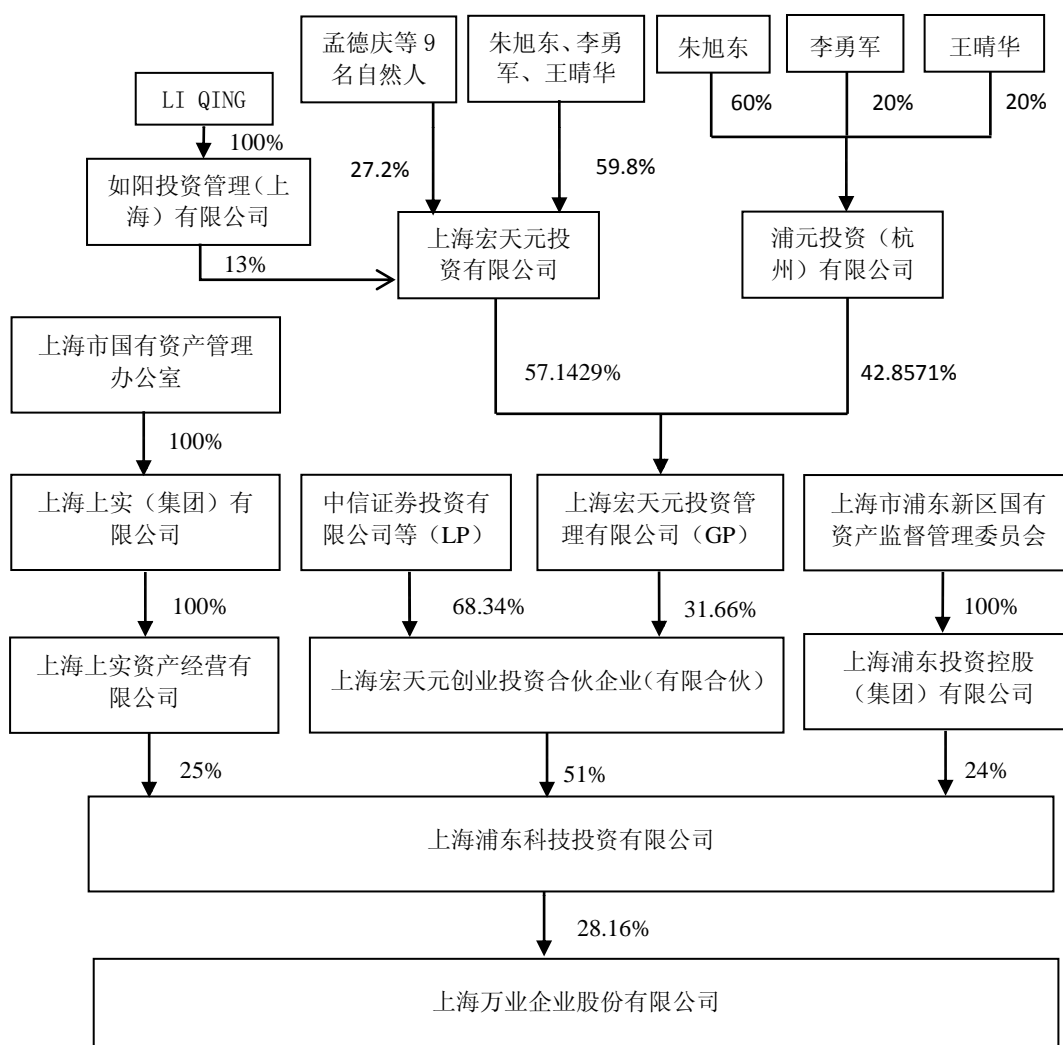 孟德庆等 9
名自然人
朱旭东、李勇
军、王晴华
朱旭东
李勇军
王晴华
LI QING
60%
20%
20%
100%
27.2%
59.8%
如阳投资管理（上
海）有限公司
上海宏天元投
资有限公司
浦元投资（杭
州）有限公司
13%
上海市国有资产管理
办公室
57.1429%
42.8571%
100%
上海上实（集团）有
限公司
中信证券投资有
限公司等（LP）
上海宏天元投资管
理有限公司（GP）
上海市浦东新区国有
资产监督管理委员会
100%
68.34%
31.66%
100%
上海上实资产经营有
限公司
上海宏天元创业投资合伙企业（有限合伙）
上海浦东投资控股
（集团）有限公司
25%
51%
24%
上海浦东科技投资有限公司
28.16%
上海万业企业股份有限公司